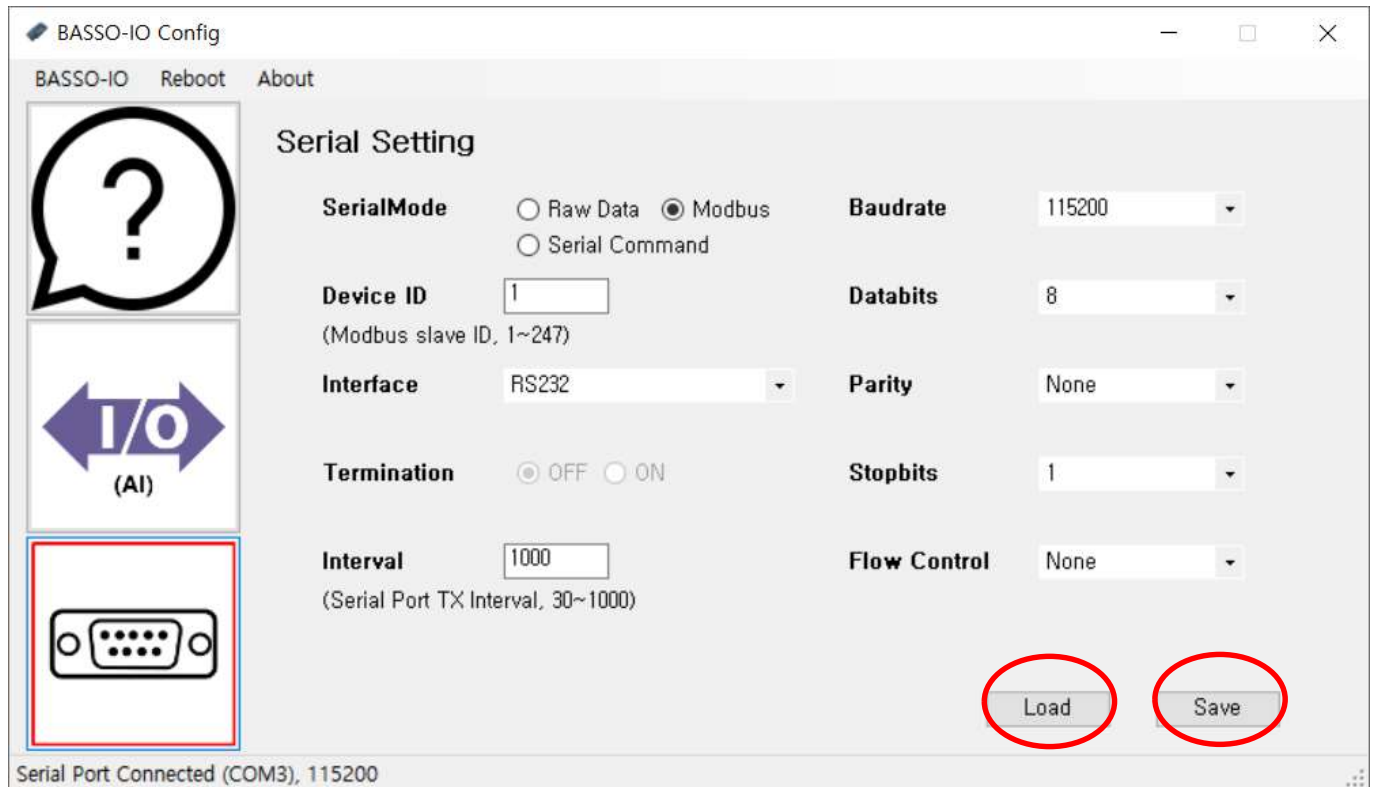 BASSO-IO Config
BASSO-IO Reboot About
?
Serial Setting
SerialMode Raw Data Modbus Baudrate 115200
Serial Command
Device ID 1 Databits 8
(Modbus slave ID, 1~247)
Interface RS232 Parity None
I/O
(AI)
Termination OFF ON Stopbits 1
Interval 1000 Flow Control None
(Serial Port TX Interval, 30~1000)
Load Save
Serial Port Connected (COM3), 115200